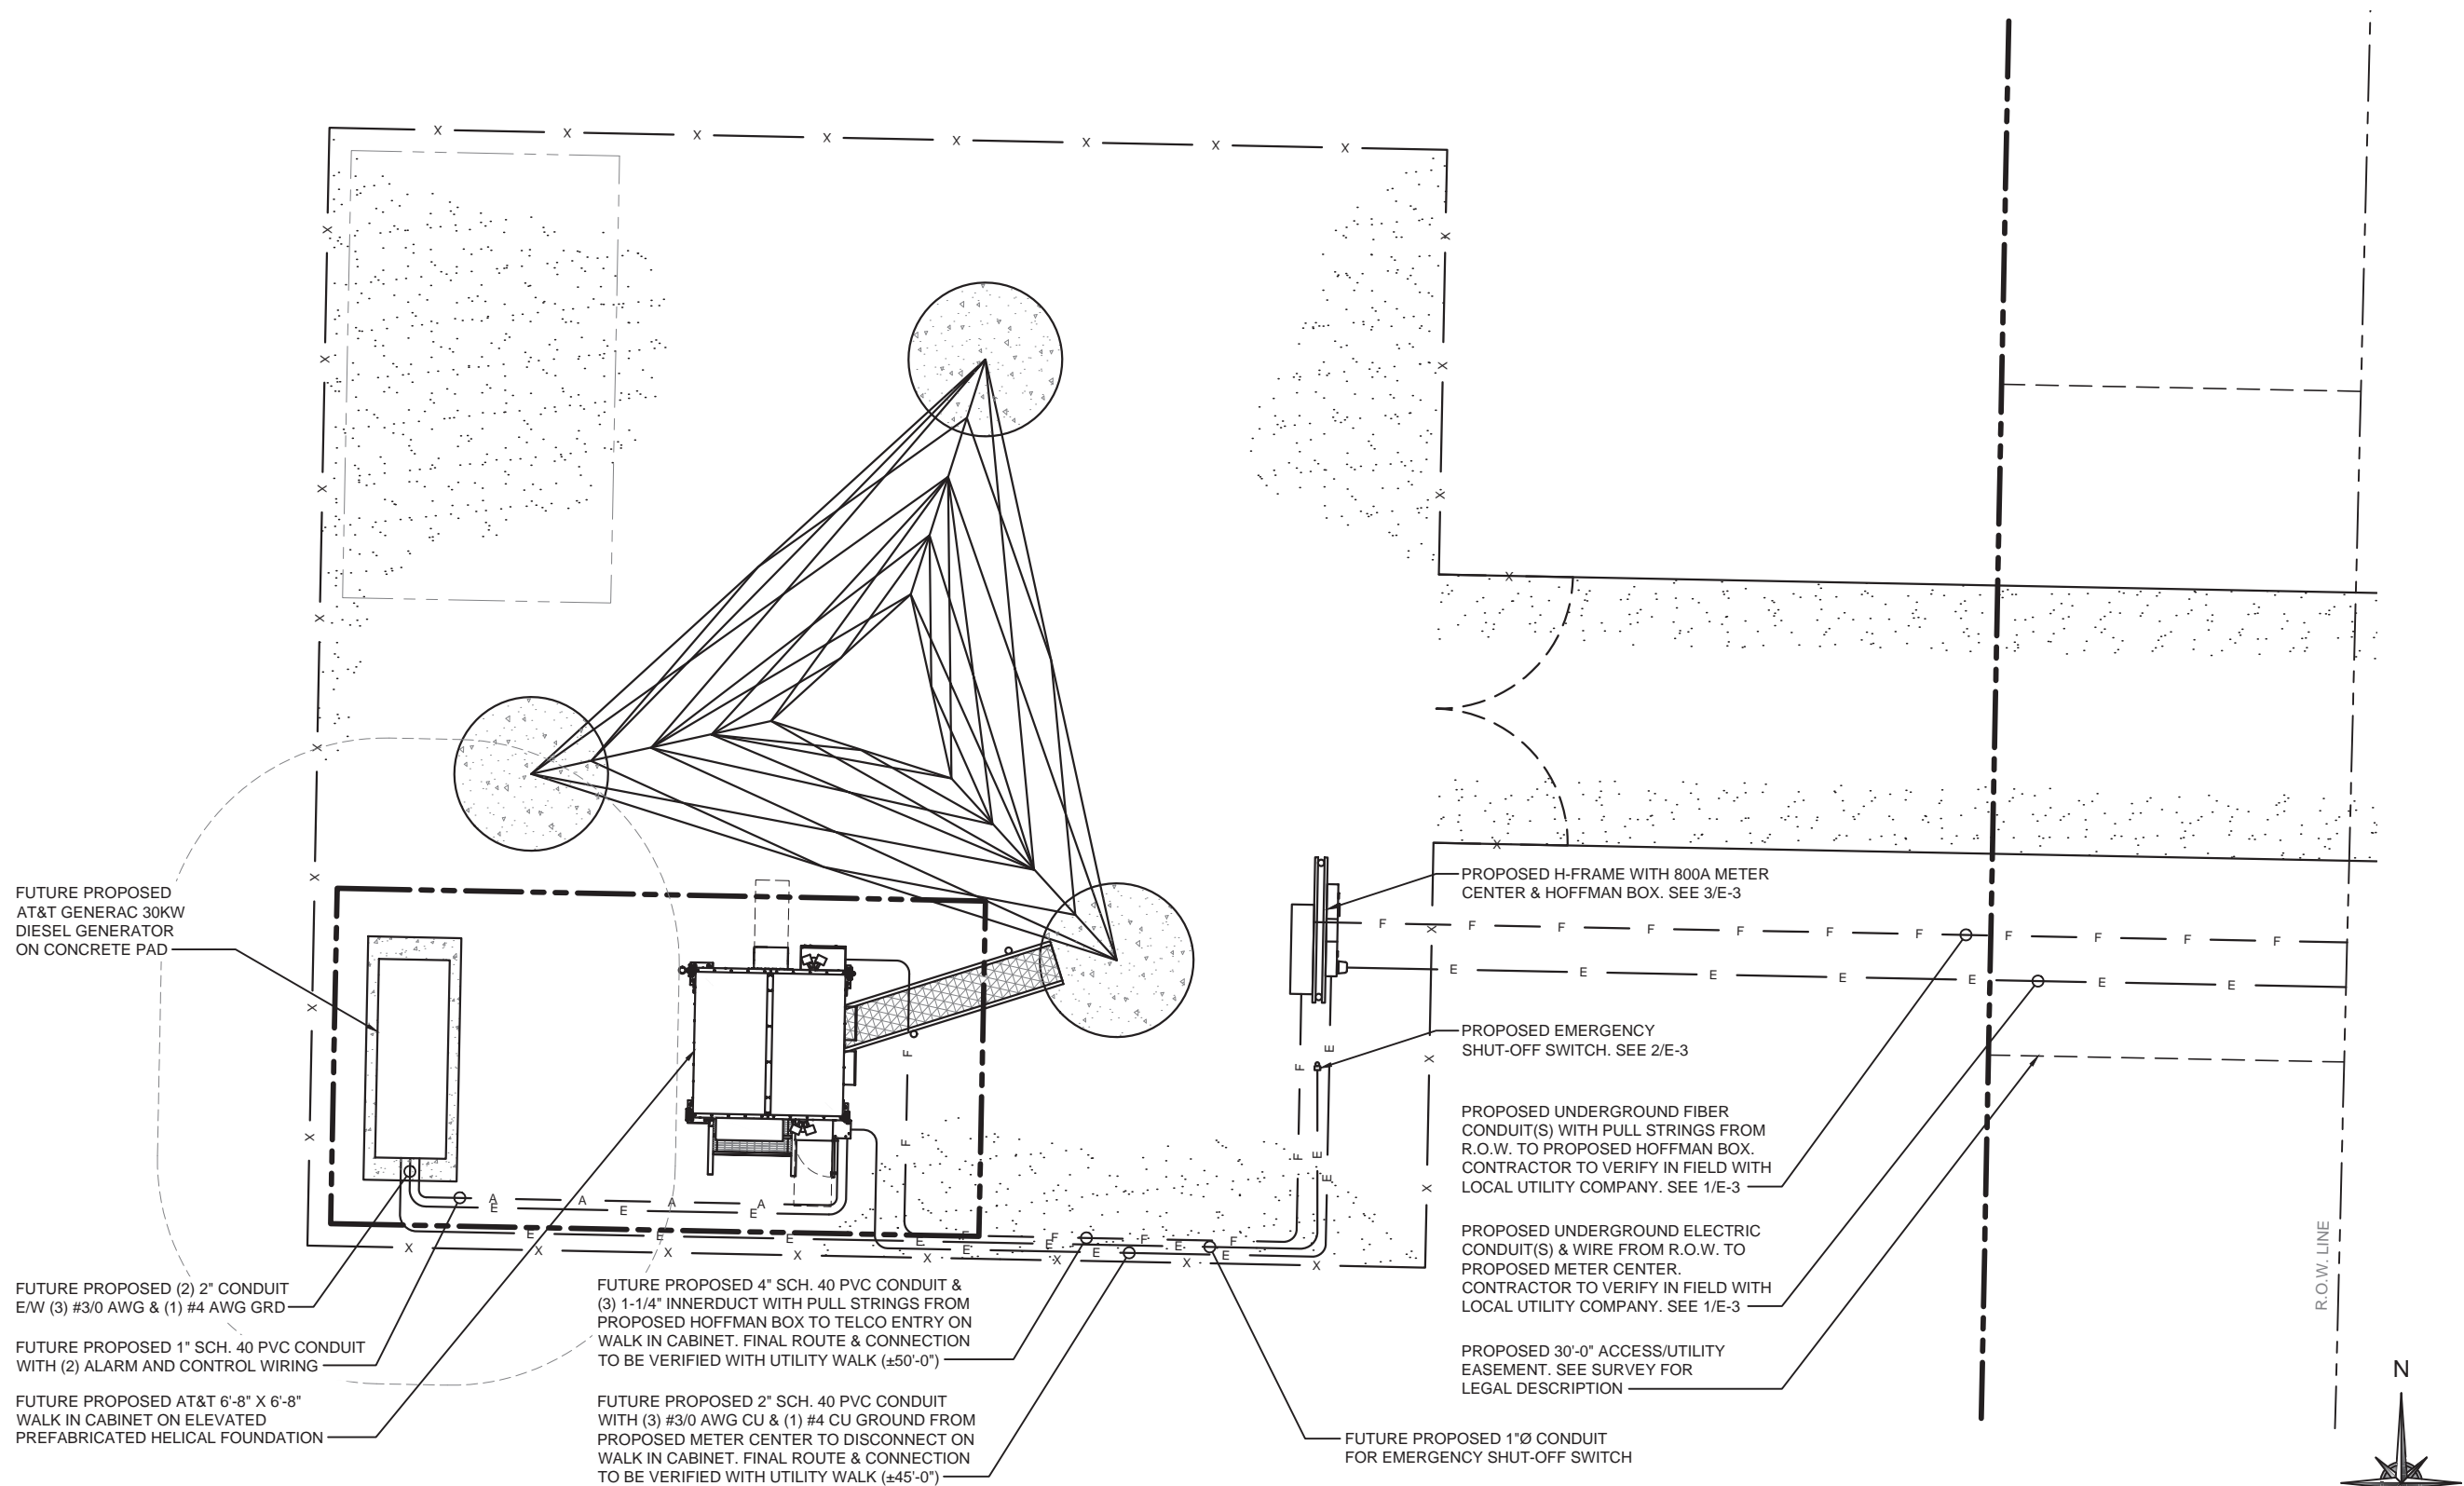 FUTURE PROPOSED
AT&T GENERAC 30KW
DIESEL GENERATOR
ON CONCRETE PAD
FUTURE PROPOSED (2) 2" CONDUIT
E/W (3) #3/0 AWG & (1) #4 AWG GRD
FUTURE PROPOSED 1" SCH. 40 PVC CONDUIT
WITH (2) ALARM AND CONTROL WIRING
FUTURE PROPOSED AT&T 6'-8" X 6'-8"
WALK IN CABINET ON ELEVATED
PREFABRICATED HELICAL FOUNDATION
FUTURE PROPOSED 4" SCH. 40 PVC CONDUIT &
(3) 1-1/4" INNERDUCT WITH PULL STRINGS FROM
PROPOSED HOFFMAN BOX TO TELCO ENTRY ON
WALK IN CABINET. FINAL ROUTE & CONNECTION
TO BE VERIFIED WITH UTILITY WALK (±50'-0")
FUTURE PROPOSED 2" SCH. 40 PVC CONDUIT
WITH (3) #3/0 AWG CU & (1) #4 CU GROUND FROM
PROPOSED METER CENTER TO DISCONNECT ON
WALK IN CABINET. FINAL ROUTE & CONNECTION
TO BE VERIFIED WITH UTILITY WALK (±45'-0")
FUTURE PROPOSED 1"Ø CONDUIT
FOR EMERGENCY SHUT-OFF SWITCH
PROPOSED H-FRAME WITH 800A METER
CENTER & HOFFMAN BOX. SEE 3/E-3
PROPOSED EMERGENCY
SHUT-OFF SWITCH. SEE 2/E-3
PROPOSED UNDERGROUND FIBER
CONDUIT(S) WITH PULL STRINGS FROM
R.O.W. TO PROPOSED HOFFMAN BOX.
CONTRACTOR TO VERIFY IN FIELD WITH
LOCAL UTILITY COMPANY. SEE 1/E-3
PROPOSED UNDERGROUND ELECTRIC
CONDUIT(S) & WIRE FROM R.O.W. TO
PROPOSED METER CENTER.
CONTRACTOR TO VERIFY IN FIELD WITH
LOCAL UTILITY COMPANY. SEE 1/E-3
PROPOSED 30'-0" ACCESS/UTILITY
EASEMENT. SEE SURVEY FOR
LEGAL DESCRIPTION
R.O.W. LINE
N
X X X X X X X X
F F F F F F F F F F F
E E E E E E E
A A A
E E E